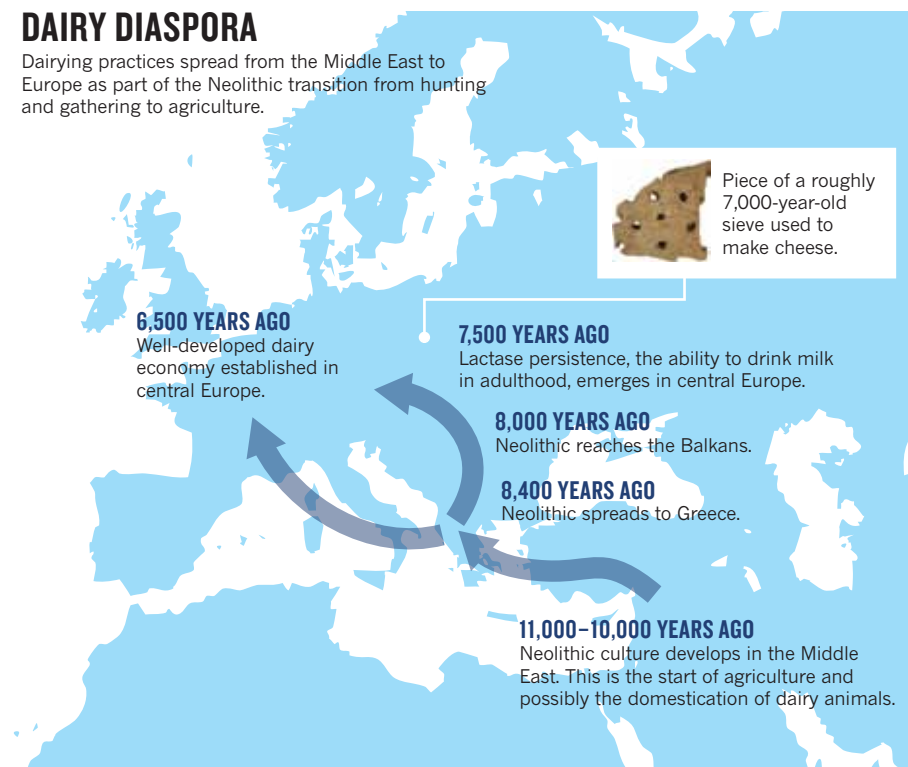 DAIRY DIASPORA
Dairying practices spread from the Middle East to
Europe as part of the Neolithic transition from hunting
and gathering to agriculture.
Piece of a roughly
7,000-year-old
sieve used to
make cheese.
6,500 YEARS AGO
Well-developed dairy
economy established in
central Europe.
7,500 YEARS AGO
Lactase persistence, the ability to drink milk
in adulthood, emerges in central Europe.
8,000 YEARS AGO
Neolithic reaches the Balkans.
8,400 YEARS AGO
Neolithic spreads to Greece.
11,000–10,000 YEARS AGO
Neolithic culture develops in the Middle
East. This is the start of agriculture and
possibly the domestication of dairy animals.